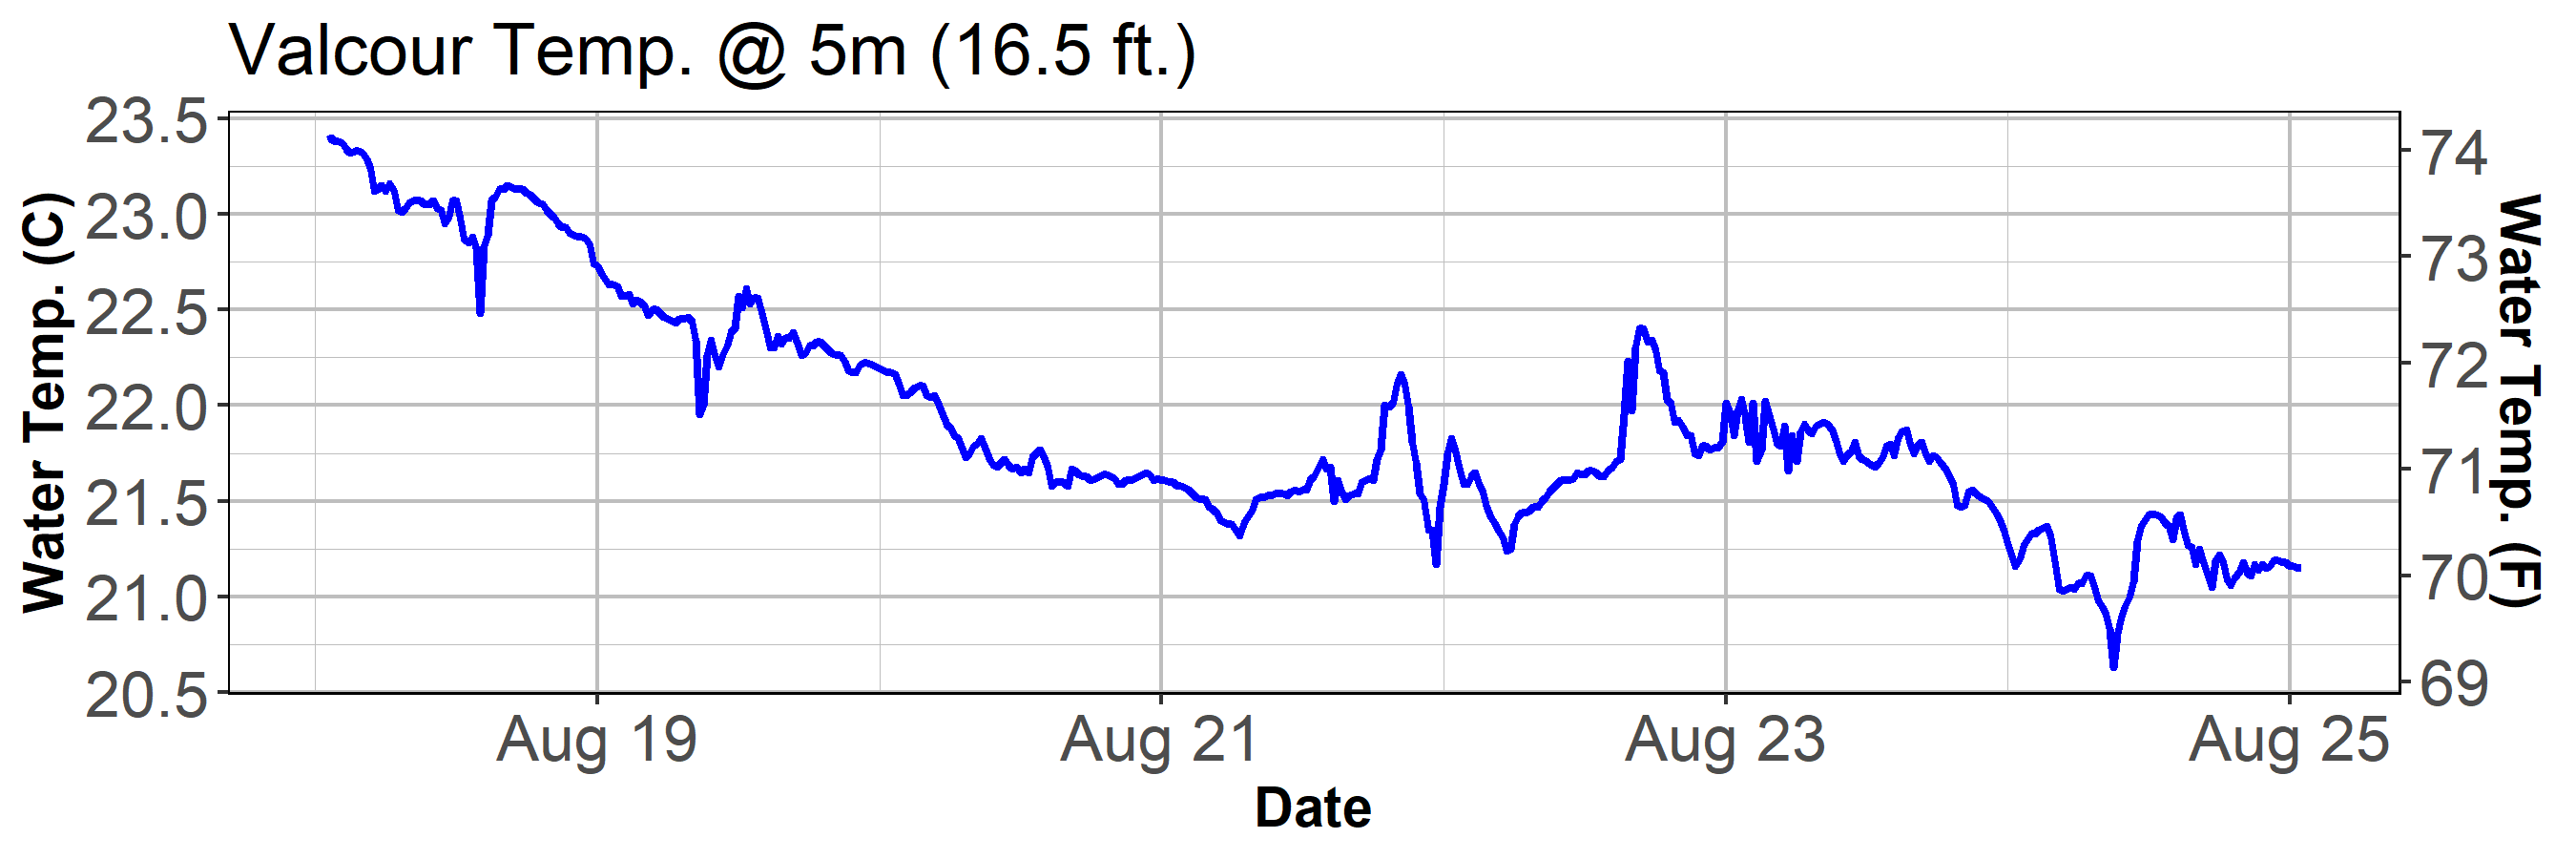 Valcour Temp. @ 5m (16.5 ft.)
23.5
23.0
22.5
22.0
21.5
21.0
20.5
Water Temp. (C)
74
73
72
71
70
69
Water Temp. (F)
Aug 19 Aug 21 Aug 23 Aug 25
Date